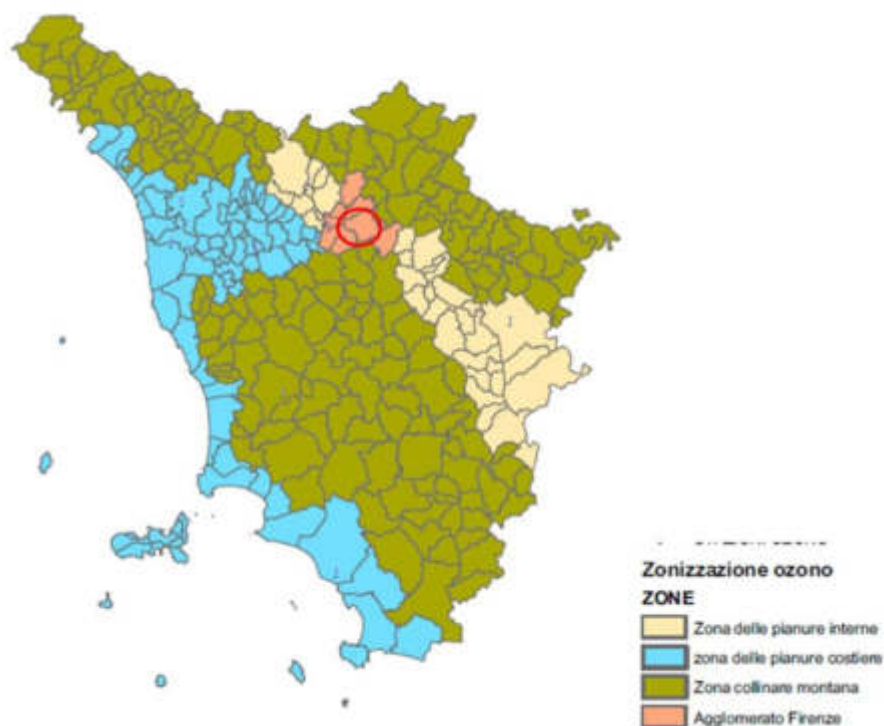 Zonizzazione ozono
ZONE
Zona delle pianure interne
zona delle pianure costiere
Zona collinare montana
Agglomerato Firenze